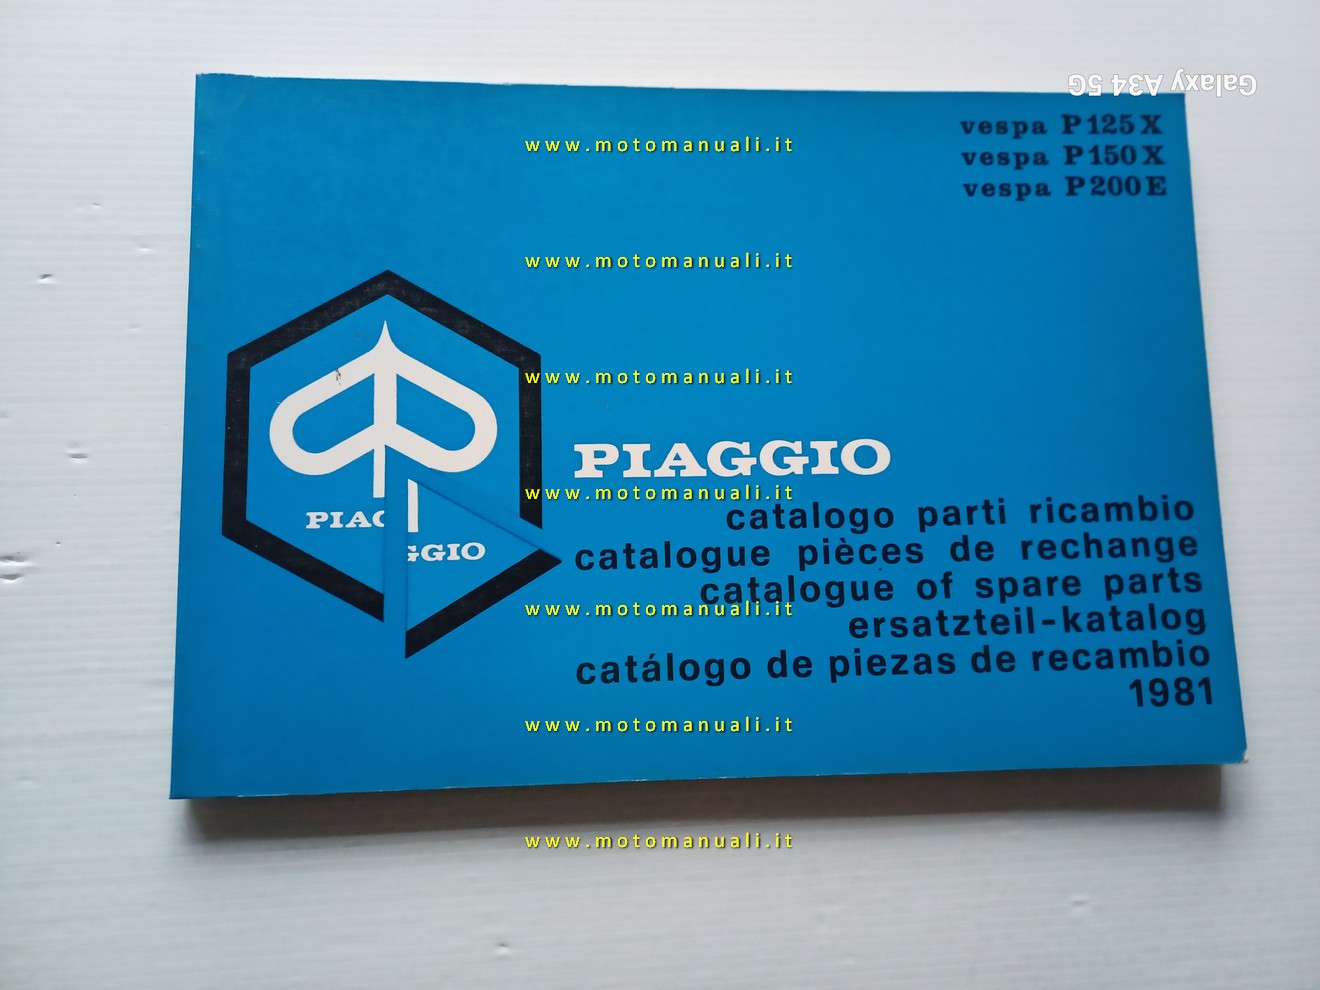 Galaxy A34 5G
vespa P125X
vespa P150X
vespa P200E
www.motomanuali.it
www.motomanuali.it
www.motomanuali.it
PIAGGIO
www.motomanuali.it
PIAG
GGIO
catalogo parti ricambio
catalogue pièces de rechange
catalogue of spare parts
www.motomanuali.it
ersatzteil-katalog
catálogo de piezas de recambio
1981
www.motomanuali.it
www.motomanuali.it